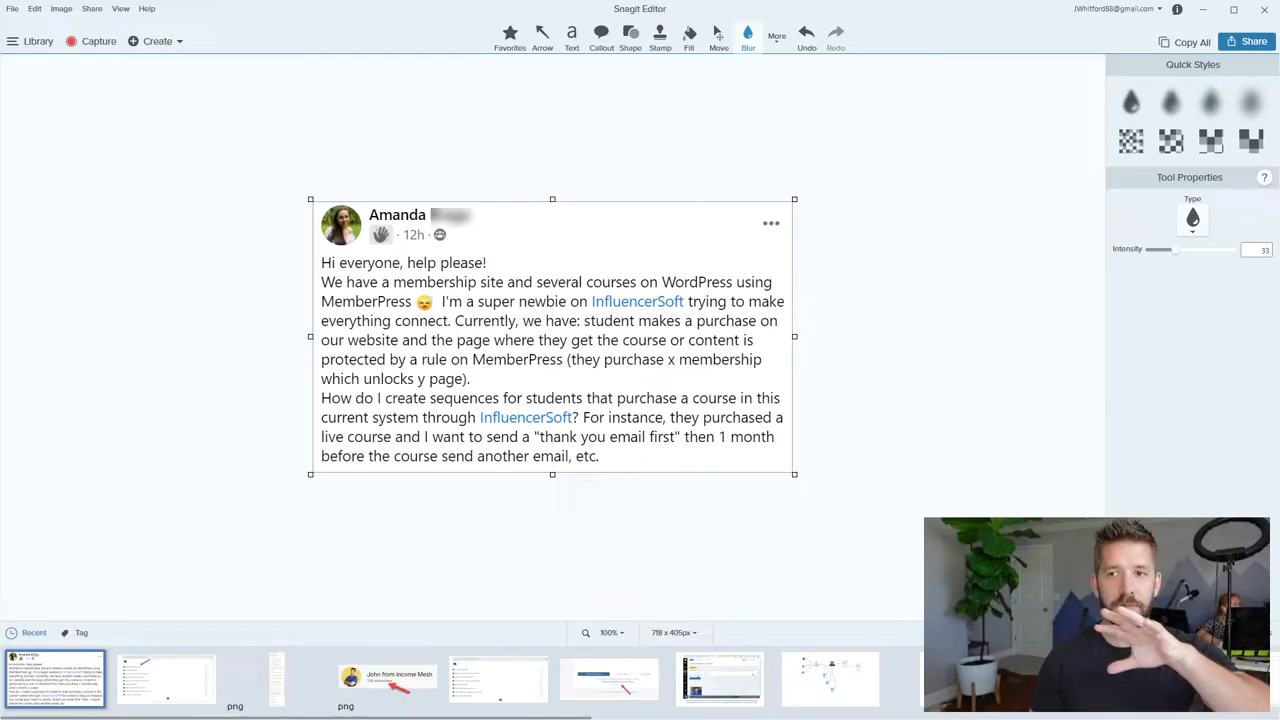 File Edit Image Share View Help
Snagit Editor
JWhitford68@gmail.com
Library Capture Create
Favorites Arrow Text Callout Shape Stamp Fill Move Blur More Undo Redo
Copy All Share
Quick Styles
Tool Properties
?
Type
Intensity 33
Amanda
12h
Hi everyone, help please!
We have a membership site and several courses on WordPress using
MemberPress 😪 I'm a super newbie on InfluencerSoft trying to make
everything connect. Currently, we have: student makes a purchase on
our website and the page where they get the course or content is
protected by a rule on MemberPress (they purchase x membership
which unlocks y page).
How do I create sequences for students that purchase a course in this
current system through InfluencerSoft? For instance, they purchased a
live course and I want to send a "thank you email first" then 1 month
before the course send another email, etc.
Recent Tag
100% 718 x 405px
John from Income Mesh
png
png